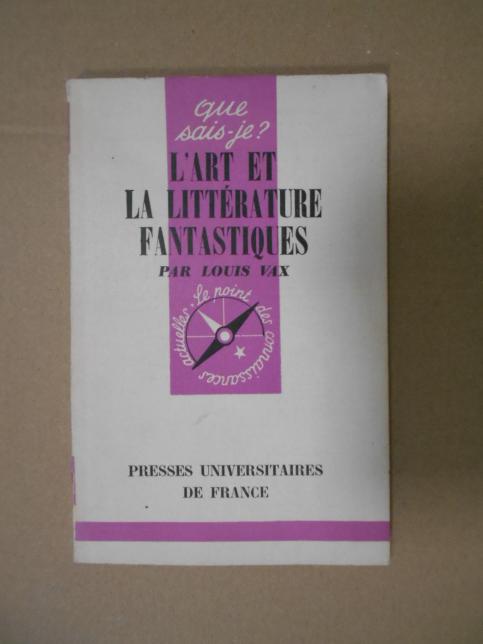 que
sais-je?
L'ART ET
LA LITTÉRATURE
FANTASTIQUES
PAR LOUIS VAX
Le point des connaissances actuelles
PRESSES UNIVERSITAIRES
DE FRANCE